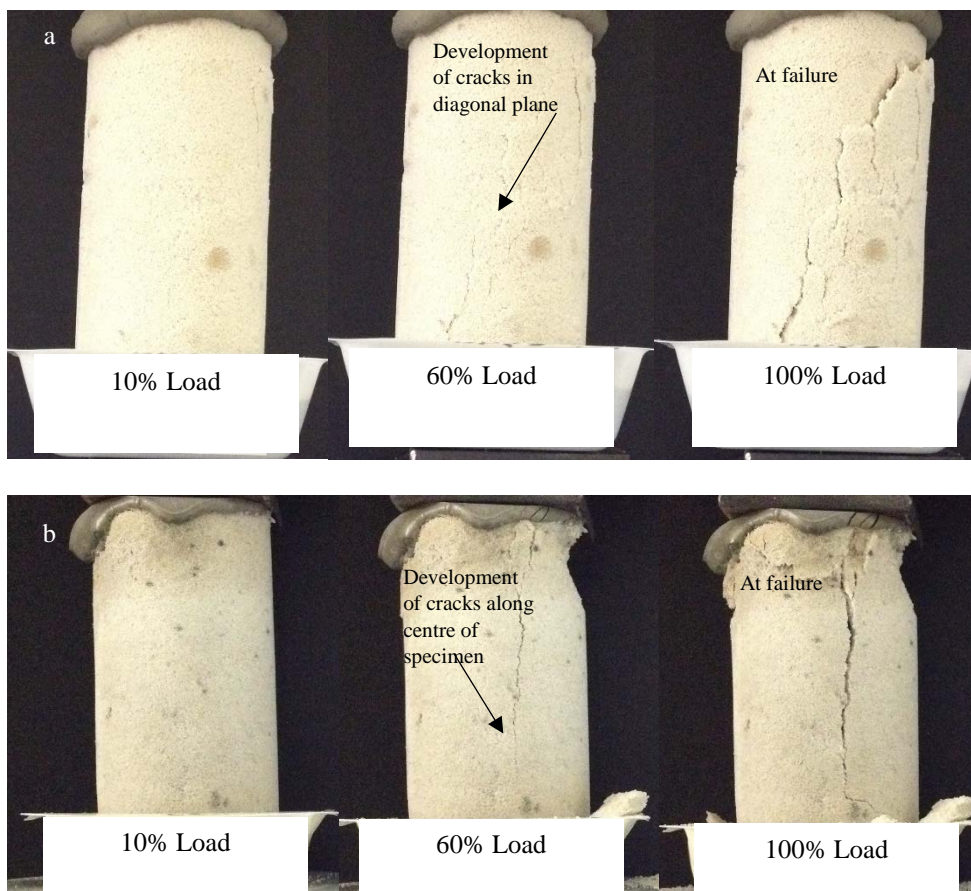 a
Development
of cracks in
diagonal plane
At failure
10% Load
60% Load
100% Load
b
Development
of cracks along
centre of
specimen
At failure
10% Load
60% Load
100% Load